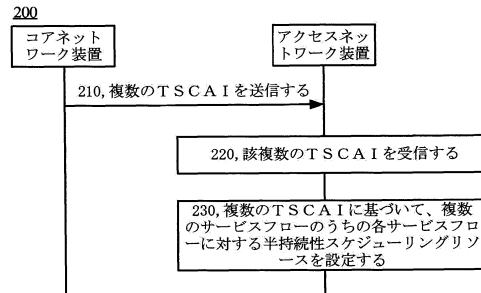 200
コアネット
ワーク装置
アクセスネッ
トワーク装置
210,複数のTSCAIを送信する
220,該複数のTSCAIを受信する
230,複数のTSCAIに基づいて、複数
のサービスフローのうちの各サービスフロ
ーに対する半持続性スケジューリングリソ
ースを設定する